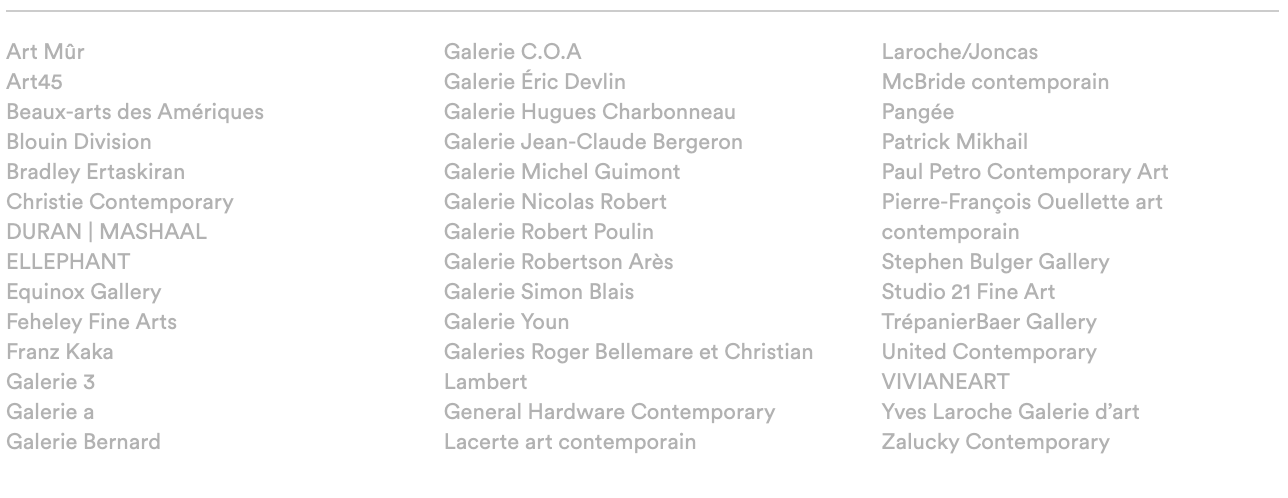 Art Mûr
Art45
Beaux-arts des Amériques
Blouin Division
Bradley Ertaskiran
Christie Contemporary
DURAN | MASHAAL
ELLEPHANT
Equinox Gallery
Feheley Fine Arts
Franz Kaka
Galerie 3
Galerie a
Galerie Bernard
Galerie C.O.A
Galerie Éric Devlin
Galerie Hugues Charbonneau
Galerie Jean-Claude Bergeron
Galerie Michel Guimont
Galerie Nicolas Robert
Galerie Robert Poulin
Galerie Robertson Arès
Galerie Simon Blais
Galerie Youn
Galeries Roger Bellemare et Christian
Lambert
General Hardware Contemporary
Lacerte art contemporain
Laroche/Joncas
McBride contemporain
Pangée
Patrick Mikhail
Paul Petro Contemporary Art
Pierre-François Ouellette art
contemporain
Stephen Bulger Gallery
Studio 21 Fine Art
TrépanierBaer Gallery
United Contemporary
VIVIANEART
Yves Laroche Galerie d’art
Zalucky Contemporary